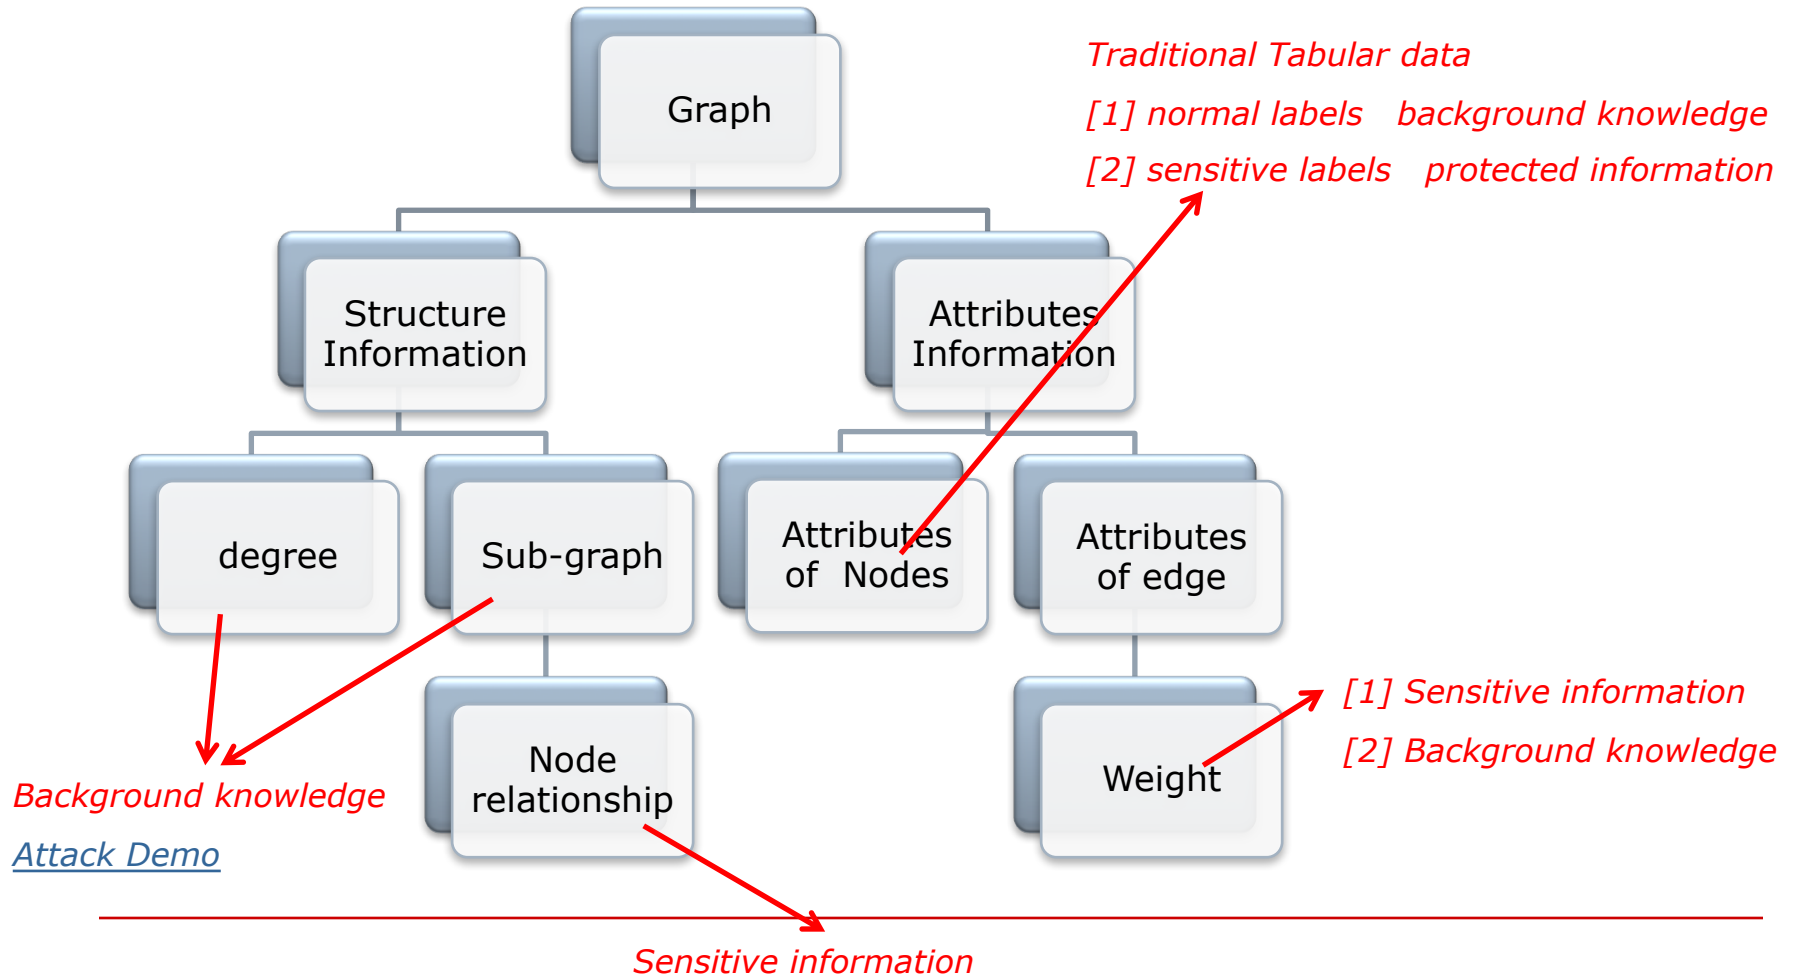 Graph
Traditional Tabular data
[1] normal labels   background knowledge
[2] sensitive labels   protected information
Structure
Information
Attributes
Information
degree
Sub-graph
Attributes
of  Nodes
Attributes
of edge
Node
relationship
Weight
[1] Sensitive information
[2] Background knowledge
Background knowledge
Attack Demo
Sensitive information